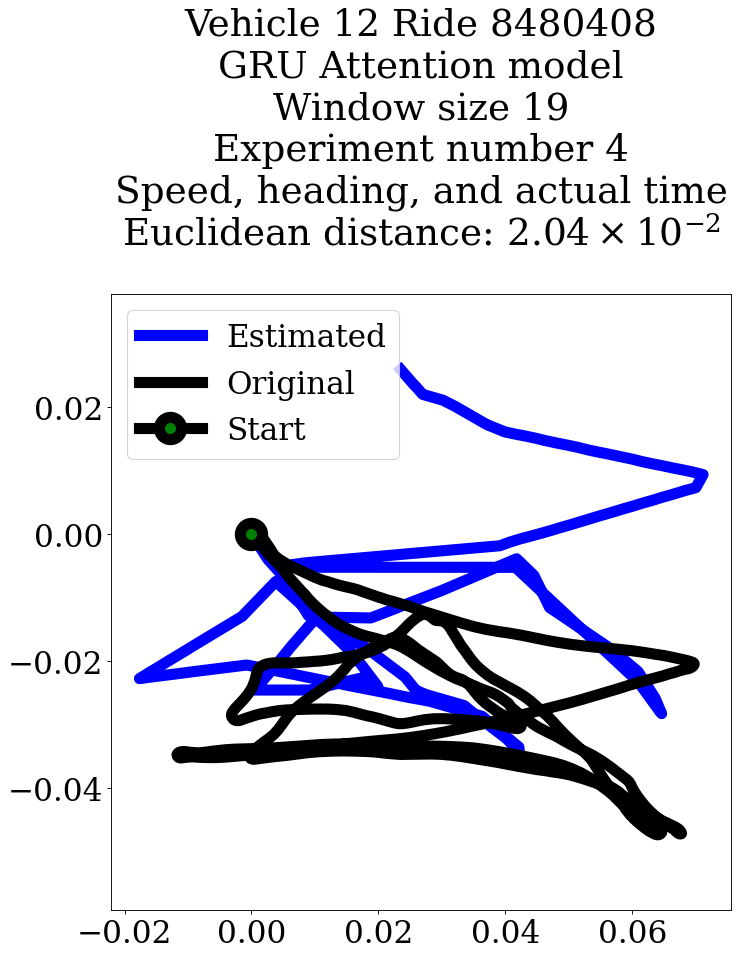 Vehicle 12 Ride 8480408
GRU Attention model
Window size 19
Experiment number 4
Speed, heading, and actual time
Euclidean distance: 2.04 × 10⁻²
Estimated
Original
Start
0.02
0.00
−0.02
−0.04
−0.02 0.00 0.02 0.04 0.06